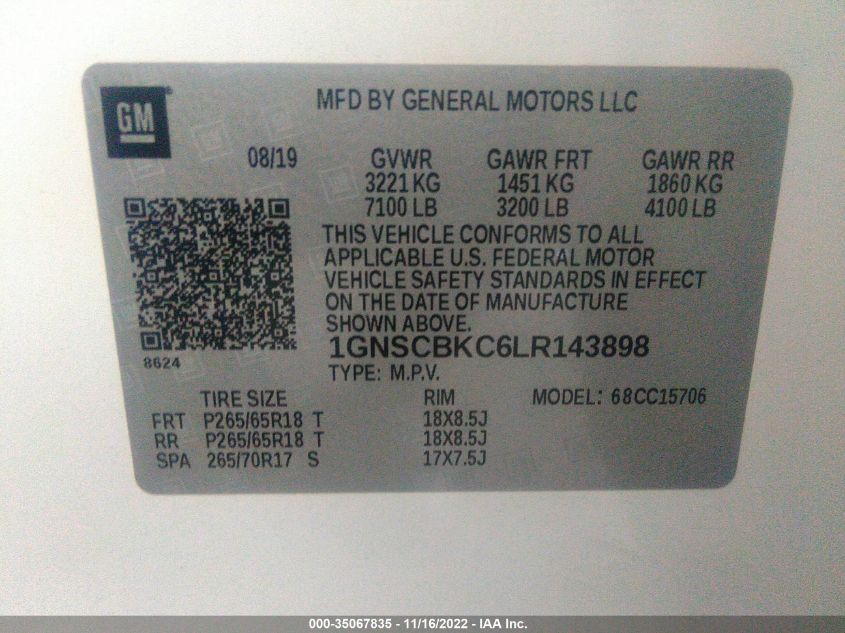 GM ®
MFD BY GENERAL MOTORS LLC
08/19 GVWR GAWR FRT GAWR RR
3221 KG 1451 KG 1860 KG
7100 LB 3200 LB 4100 LB
THIS VEHICLE CONFORMS TO ALL
APPLICABLE U.S. FEDERAL MOTOR
VEHICLE SAFETY STANDARDS IN EFFECT
ON THE DATE OF MANUFACTURE
SHOWN ABOVE.
8624
1GNSCBKC6LR143898
TYPE: M.P.V.
TIRE SIZE RIM MODEL: 68CC15706
FRT P265/65R18 T 18X8.5J
RR P265/65R18 T 18X8.5J
SPA 265/70R17 S 17X7.5J
000-35067835 - 11/16/2022 - IAA Inc.